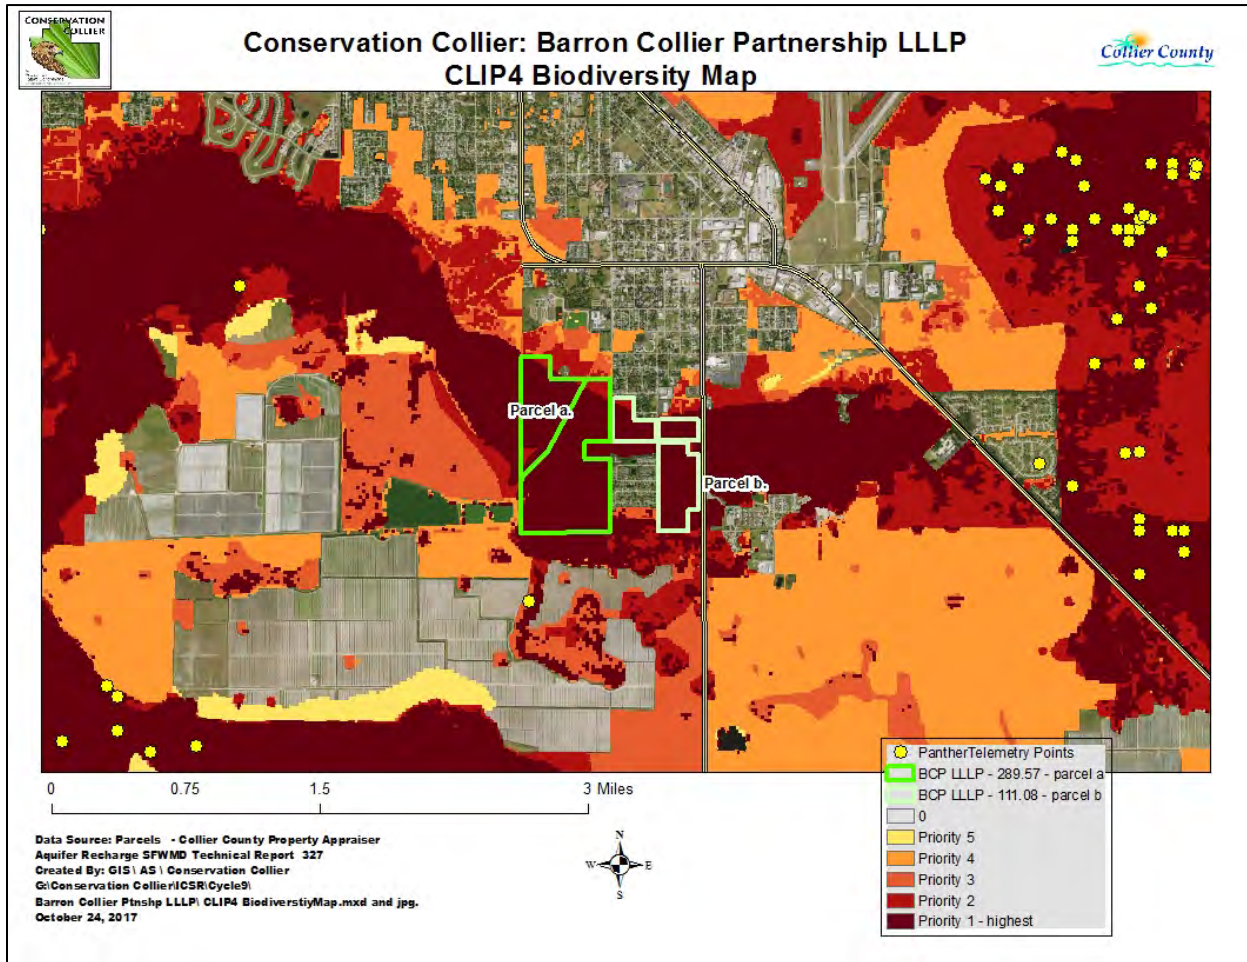 CONSERVATION
COLLIER
Conservation Collier: Barron Collier Partnership LLLP
CLIP4 Biodiversity Map
Collier County
Parcel a.
Parcel b.
PantherTelemetry Points
BCP LLLP - 289.57 - parcel a
BCP LLLP - 111.08 - parcel b
0
Priority 5
Priority 4
Priority 3
Priority 2
Priority 1 - highest
0 0.75 1.5 3 Miles
Data Source: Parcels - Collier County Property Appraiser
Aquifer Recharge SFWMD Technical Report 327
Created By: GIS \ AS \ Conservation Collier
G:\Conservation Collier\ICSR\Cycle9\
Barron Collier Ptnshp LLLP\ CLIP4 BiodiverstiyMap.mxd and jpg.
October 24, 2017
N
W E
S